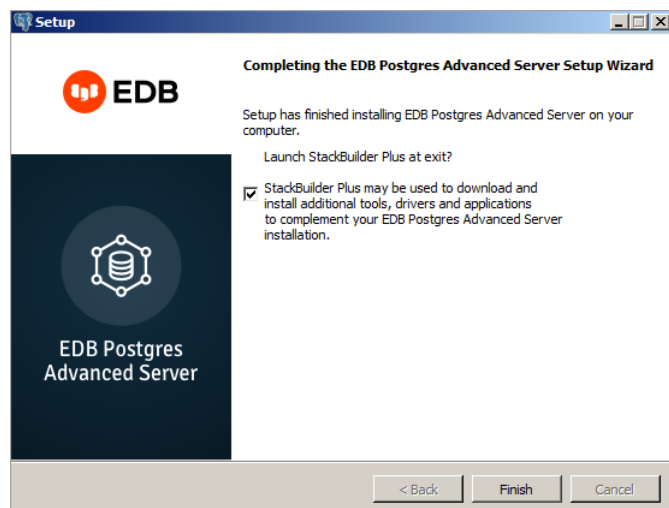 Setup
EDB
Completing the EDB Postgres Advanced Server Setup Wizard
Setup has finished installing EDB Postgres Advanced Server on your
computer.
Launch StackBuilder Plus at exit?
StackBuilder Plus may be used to download and
install additional tools, drivers and applications
to complement your EDB Postgres Advanced Server
installation.
EDB Postgres
Advanced Server
< Back
Finish
Cancel